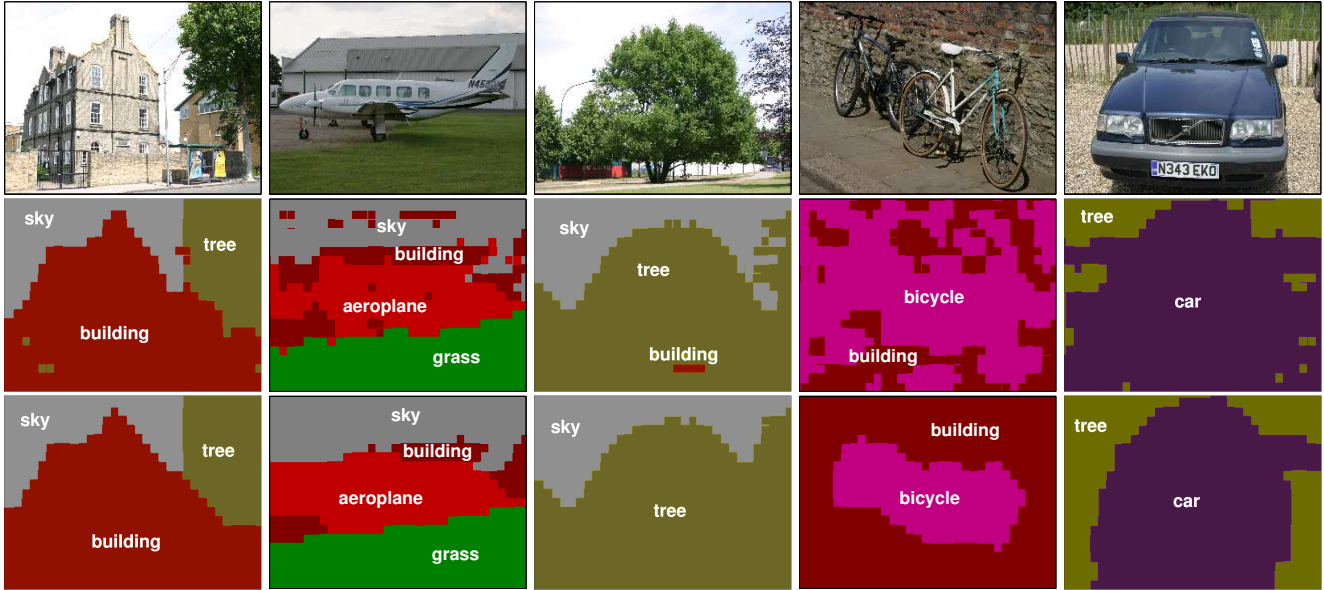 N343 EKO
sky
tree
building
sky
building
aeroplane
grass
sky
tree
building
bicycle
building
tree
car
sky
tree
building
sky
building
aeroplane
grass
sky
tree
building
bicycle
tree
car